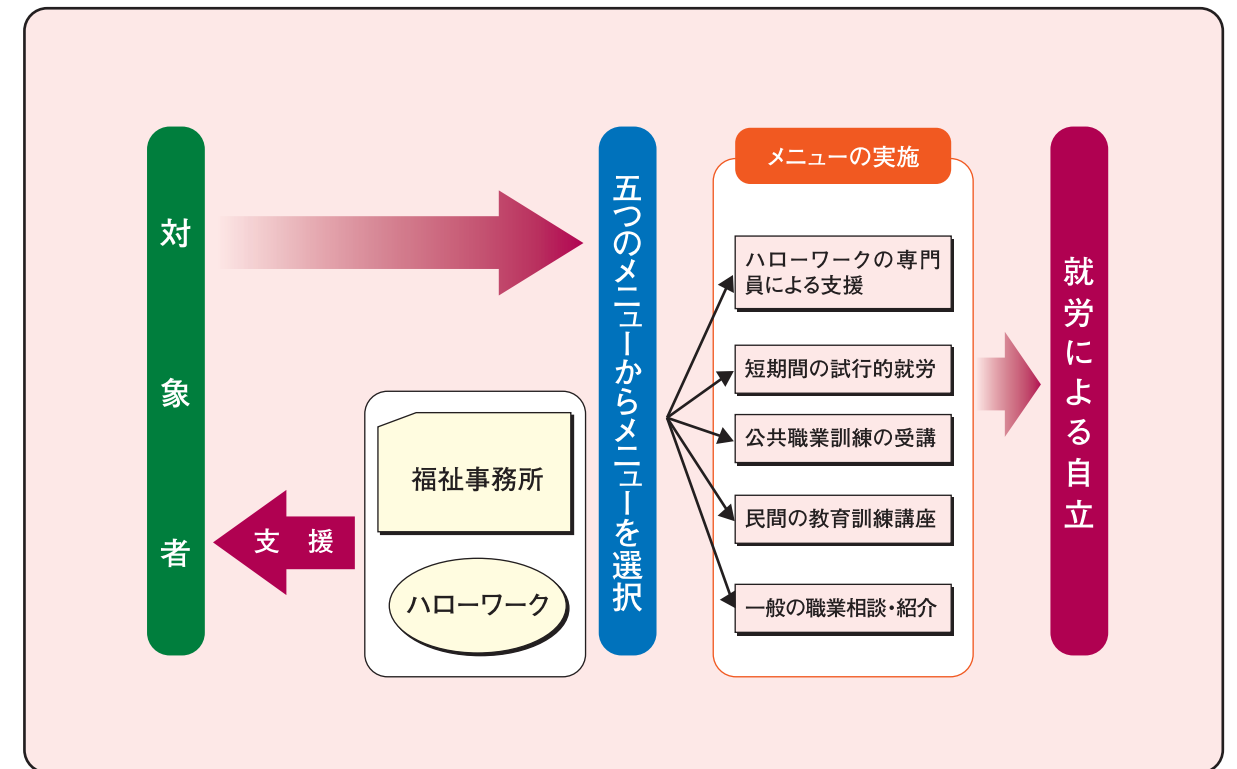 対象者
支援
福祉事務所
ハローワーク
五つのメニューからメニューを選択
メニューの実施
ハローワークの専門
員による支援
短期間の試行的就労
公共職業訓練の受講
民間の教育訓練講座
一般の職業相談・紹介
就労による自立